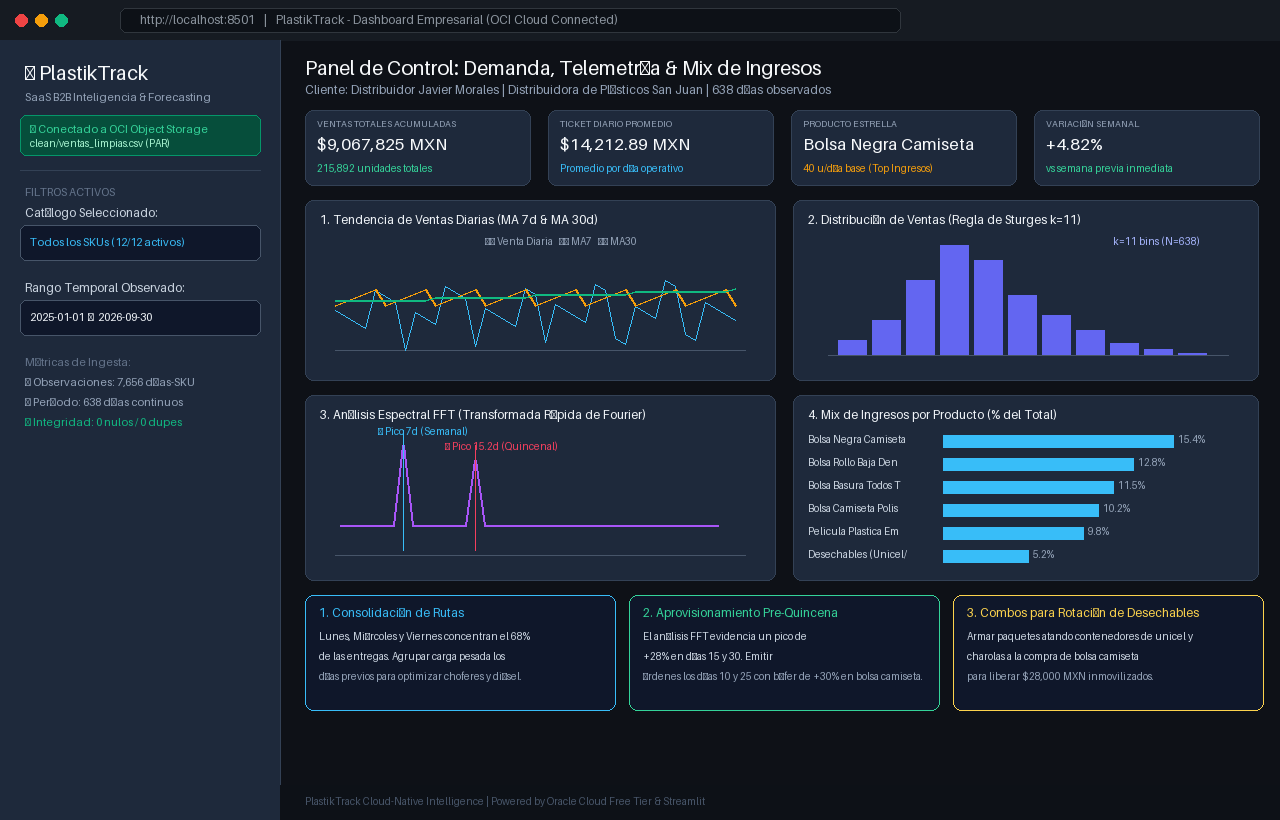 http://localhost:8501 | PlastikTrack - Dashboard Empresarial (OCI Cloud Connected)
□ PlastikTrack
SaaS B2B Inteligencia & Forecasting
□ Conectado a OCI Object Storage
clean/ventas_limpias.csv (PAR)
FILTROS ACTIVOS
Cat□logo Seleccionado:
Todos los SKUs (12/12 activos)
Rango Temporal Observado:
2025-01-01 □ 2026-09-30
M□tricas de Ingesta:
□ Observaciones: 7,656 d□as-SKU
□ Per□odo: 638 d□as continuos
□ Integridad: 0 nulos / 0 dupes
Panel de Control: Demanda, Telemetr□a & Mix de Ingresos
Cliente: Distribuidor Javier Morales | Distribuidora de Pl□sticos San Juan | 638 d□as observados
VENTAS TOTALES ACUMULADAS
$9,067,825 MXN
215,892 unidades totales
TICKET DIARIO PROMEDIO
$14,212.89 MXN
Promedio por d□a operativo
PRODUCTO ESTRELLA
Bolsa Negra Camiseta
40 u/d□a base (Top Ingresos)
VARIACI□N SEMANAL
+4.82%
vs semana previa inmediata
1. Tendencia de Ventas Diarias (MA 7d & MA 30d)
□□ Venta Diaria □□ MA7 □□ MA30
2. Distribuci□n de Ventas (Regla de Sturges k=11)
k=11 bins (N=638)
3. An□lisis Espectral FFT (Transformada R□pida de Fourier)
□ Pico 7d (Semanal)
□ Pico 15.2d (Quincenal)
4. Mix de Ingresos por Producto (% del Total)
Bolsa Negra Camiseta 15.4%
Bolsa Rollo Baja Den 12.8%
Bolsa Basura Todos T 11.5%
Bolsa Camiseta Polis 10.2%
Pelicula Plastica Em 9.8%
Desechables (Unicel/ 5.2%
1. Consolidaci□n de Rutas
Lunes, Mi□rcoles y Viernes concentran el 68%
de las entregas. Agrupar carga pesada los
d□as previos para optimizar choferes y di□sel.
2. Aprovisionamiento Pre-Quincena
El an□lisis FFT evidencia un pico de
+28% en d□as 15 y 30. Emitir
□rdenes los d□as 10 y 25 con b□fer de +30% en bolsa camiseta.
3. Combos para Rotaci□n de Desechables
Armar paquetes atando contenedores de unicel y
charolas a la compra de bolsa camiseta
para liberar $28,000 MXN inmovilizados.
PlastikTrack Cloud-Native Intelligence | Powered by Oracle Cloud Free Tier & Streamlit